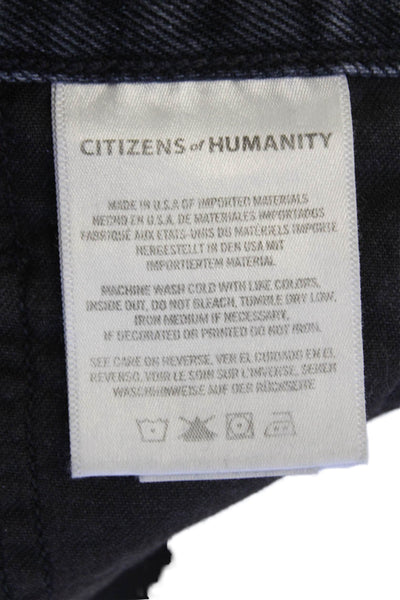 CITIZENS of HUMANITY
MADE IN U.S.A OF IMPORTED MATERIALS
HECHO EN U.S.A. DE MATERIALES IMPORTADOS
FABRIQUÉ AUX ETATS-UNIS DU MATÉRIELS IMPORTÉ
HERGESTELLT IN DEN USA MIT
IMPORTIERTEM MATERIAL.
MACHINE WASH COLD WITH LIKE COLORS,
INSIDE OUT, DO NOT BLEACH, TUMBLE DRY LOW,
IRON MEDIUM IF NECESSARY,
IF DECORATED OR PRINTED DO NOT IRON.
SEE CARE ON REVERSE, VER EL CUIDADO EN EL
REVENSO, VOIR LE SOIN SUR L'INVERSE, SEHEN
WASCHHINWEISE AUF DER RÜCKSEITE